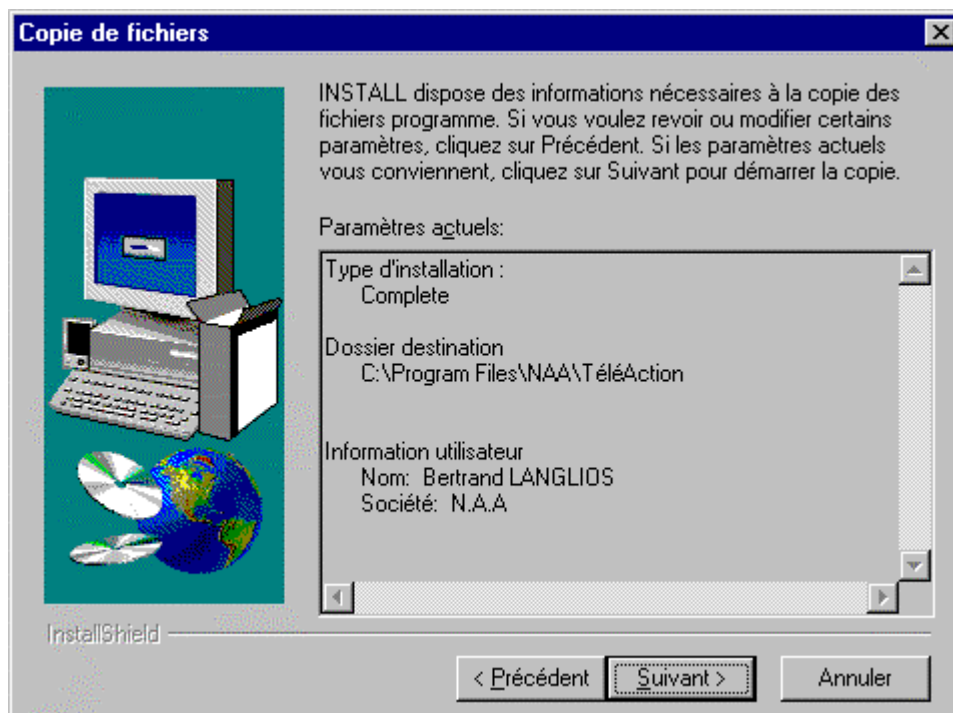 Copie de fichiers
INSTALL dispose des informations nécessaires à la copie des
fichiers programme. Si vous voulez revoir ou modifier certains
paramètres, cliquez sur Précédent. Si les paramètres actuels
vous conviennent, cliquez sur Suivant pour démarrer la copie.
Paramètres actuels:
Type d'installation :
Complete
Dossier destination
C:\Program Files\NAA\TéléAction
Information utilisateur
Nom: Bertrand LANGLIOS
Société: N.A.A
InstallShield
< Précédent
Suivant >
Annuler